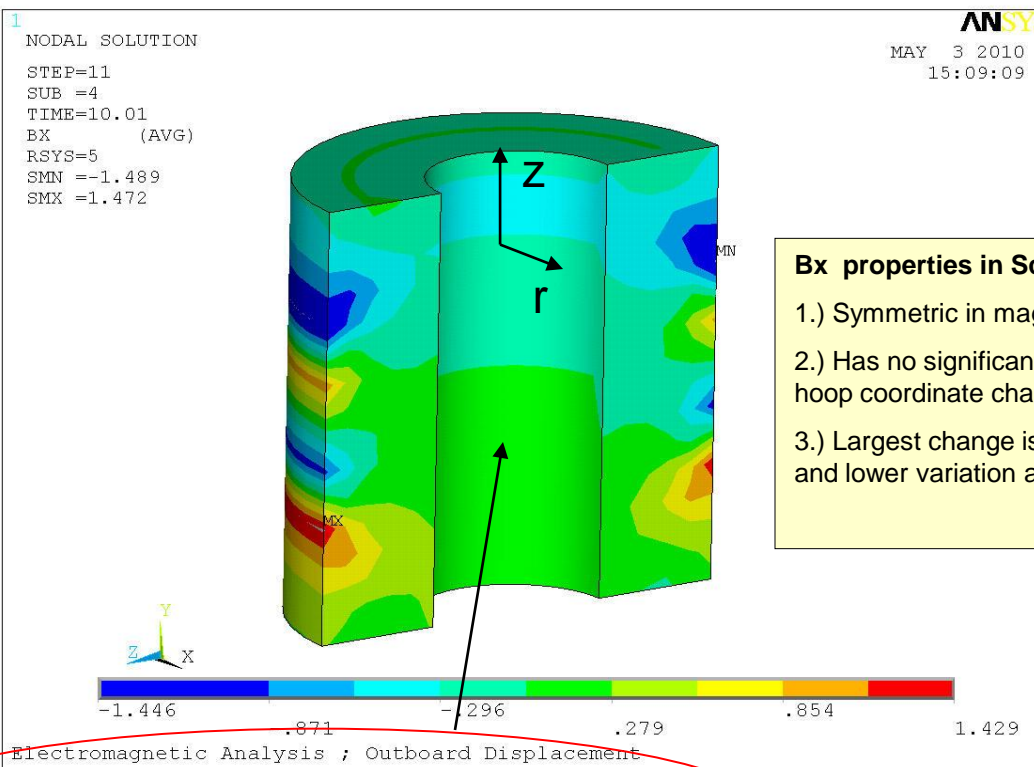 1
NODAL SOLUTION
STEP=11
SUB =4
TIME=10.01
BX (AVG)
RSYS=5
SMN =-1.489
SMX =1.472
ANSY
MAY 3 2010
15:09:09
z
r
MN
MX
Bx properties in So
1.) Symmetric in mag
2.) Has no significan
hoop coordinate cha
3.) Largest change is
and lower variation a
Y
Z X
-1.446 -.296 .854
.279 1.429
Electromagnetic Analysis ; Outboard Displacement